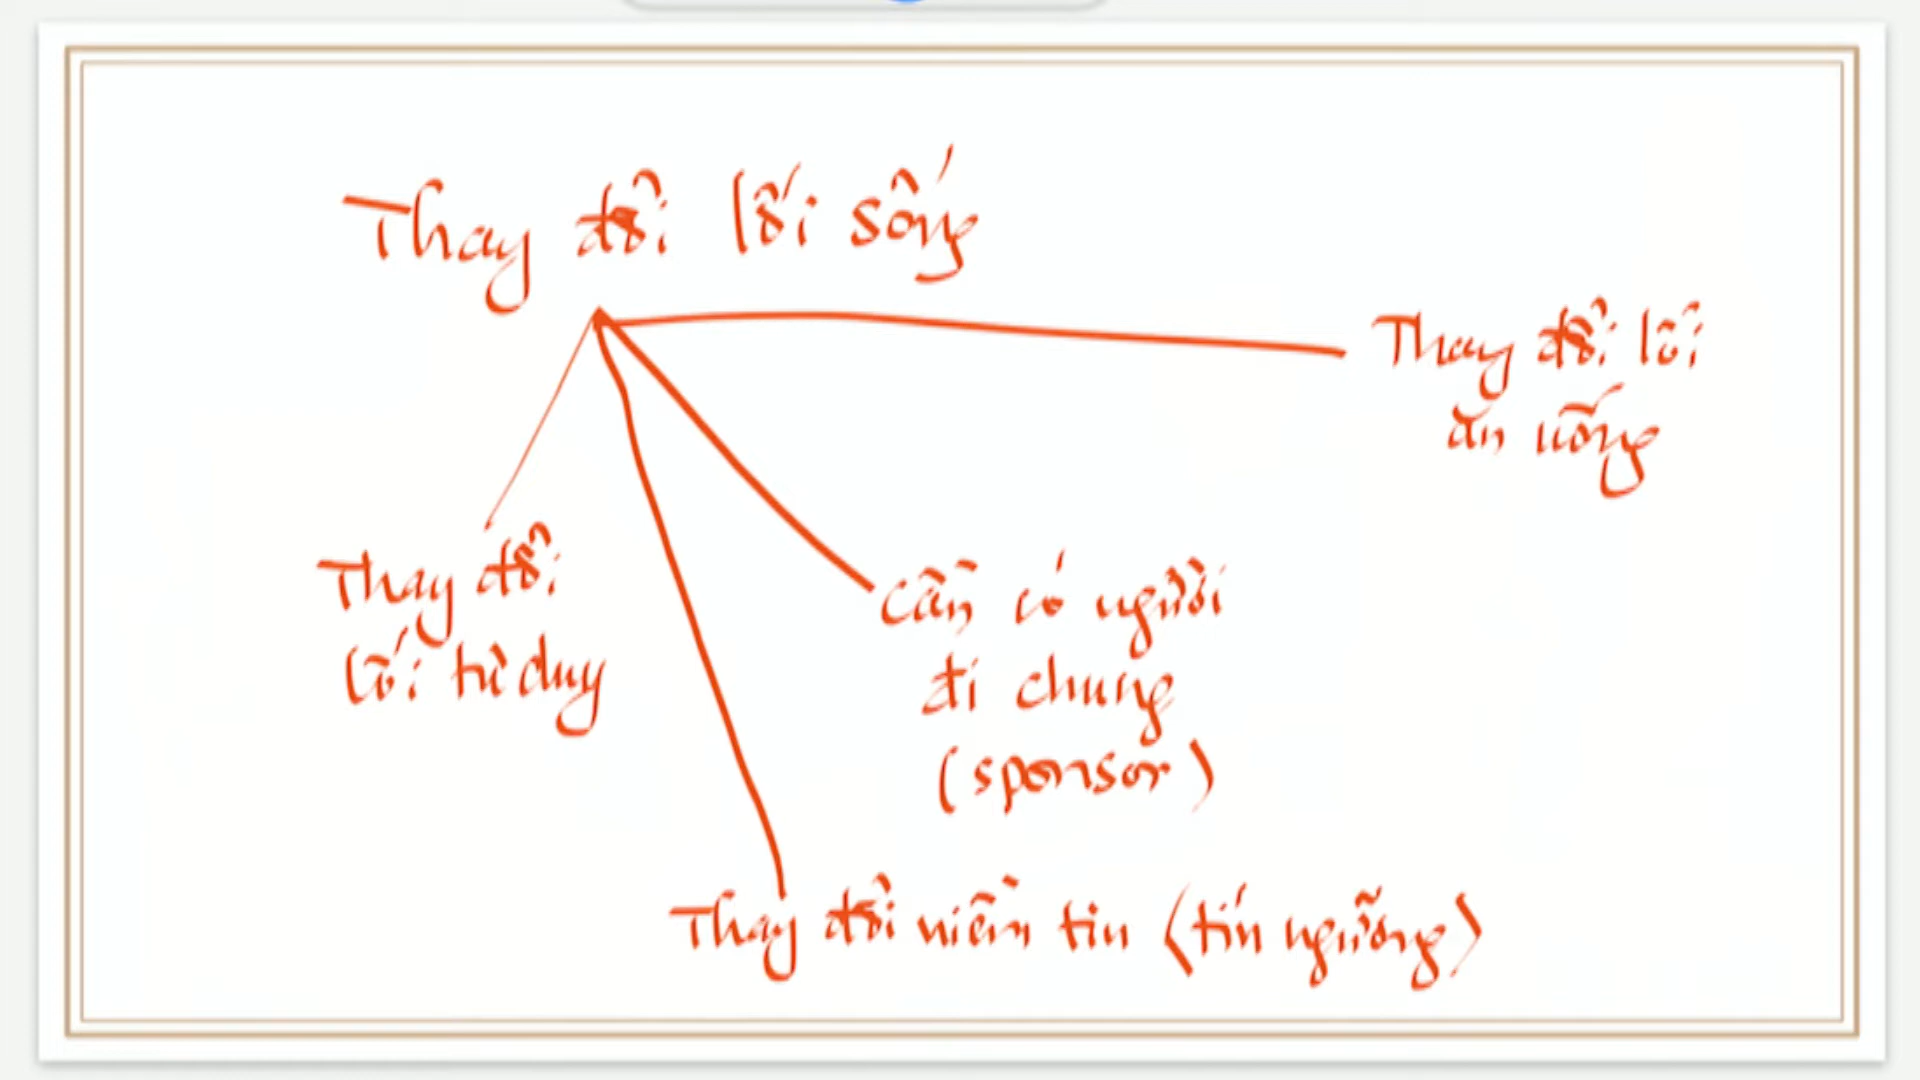 Thay đổi lối sống
Thay đổi lối
ăn uống
Thay đổi
lối tư duy
Cần có người
đi chung
(sponsor)
Thay đổi niềm tin (tín ngưỡng)